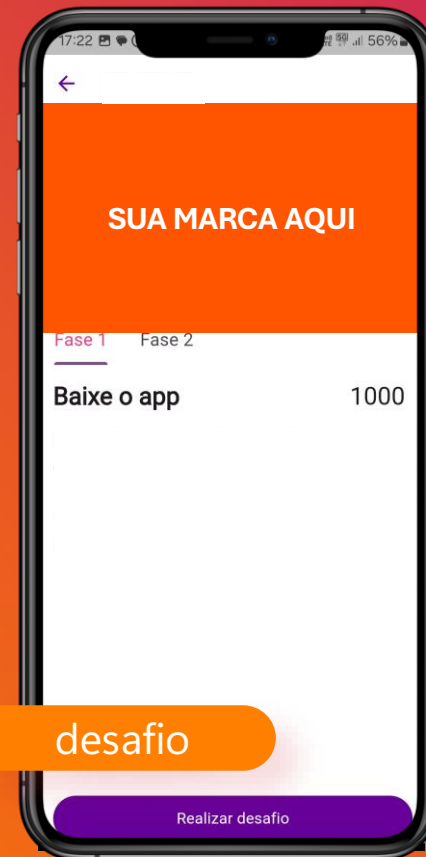 17:22
56%
SUA MARCA AQUI
Fase 1 Fase 2
Baixe o app 1000
desafio
Realizar desafio